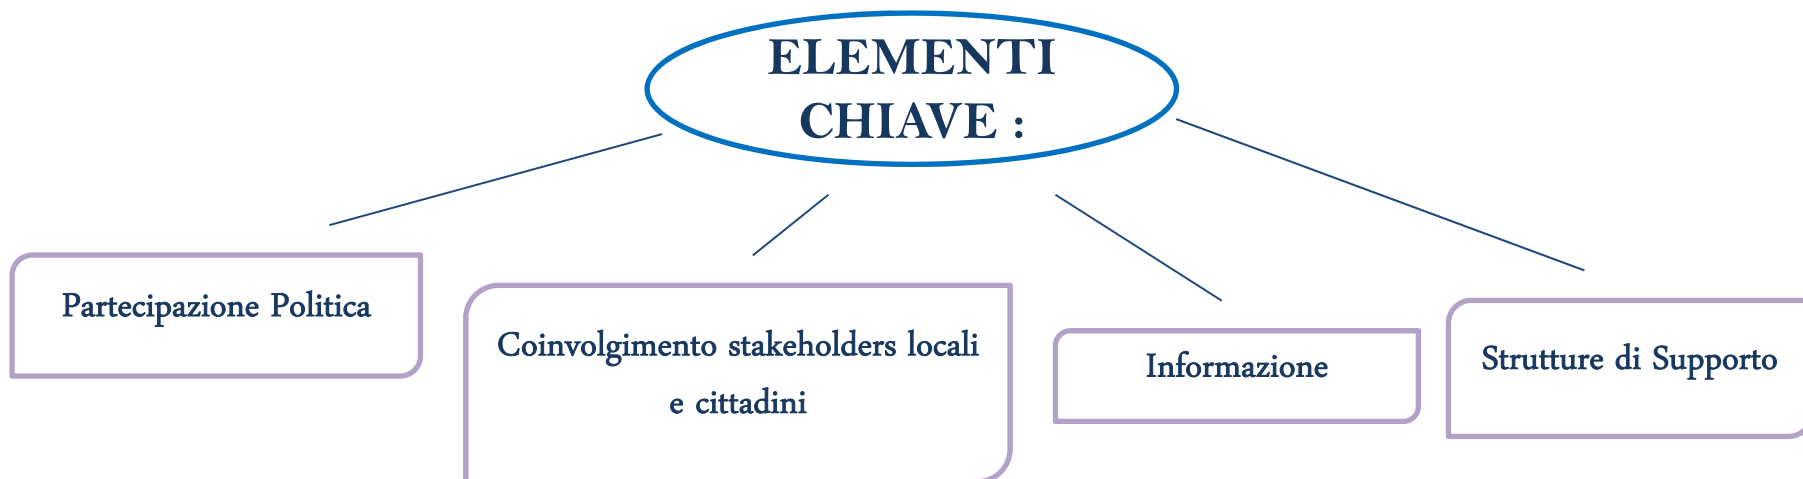 ELEMENTI
CHIAVE :
Partecipazione Politica
Coinvolgimento stakeholders locali
e cittadini
Informazione
Strutture di Supporto